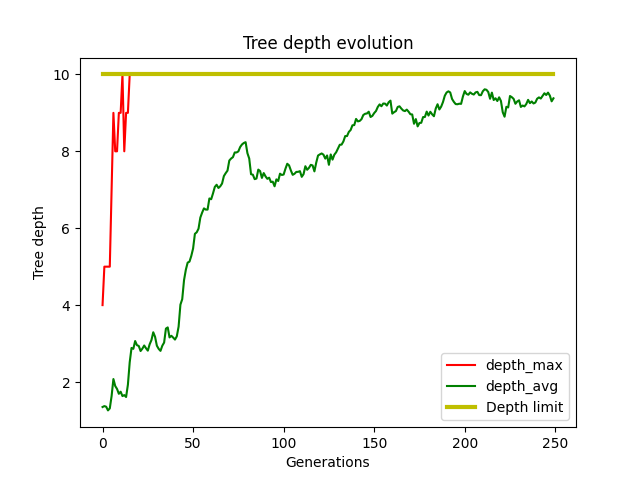 Tree depth evolution
10
8
6
4
2
Tree depth
0
50
100
150
200
250
Generations
depth_max
depth_avg
Depth limit